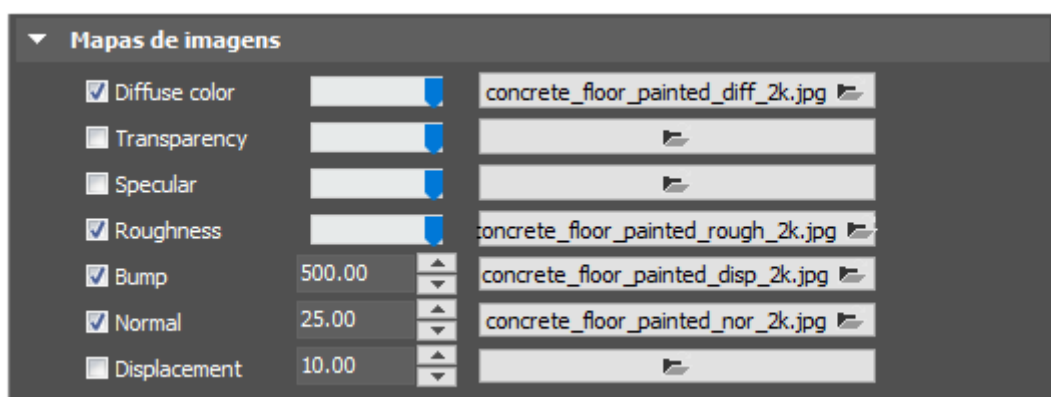 Mapas de imagens
Diffuse color concrete_floor_painted_diff_2k.jpg
Transparency
Specular
Roughness concrete_floor_painted_rough_2k.jpg
Bump 500.00 concrete_floor_painted_disp_2k.jpg
Normal 25.00 concrete_floor_painted_nor_2k.jpg
Displacement 10.00